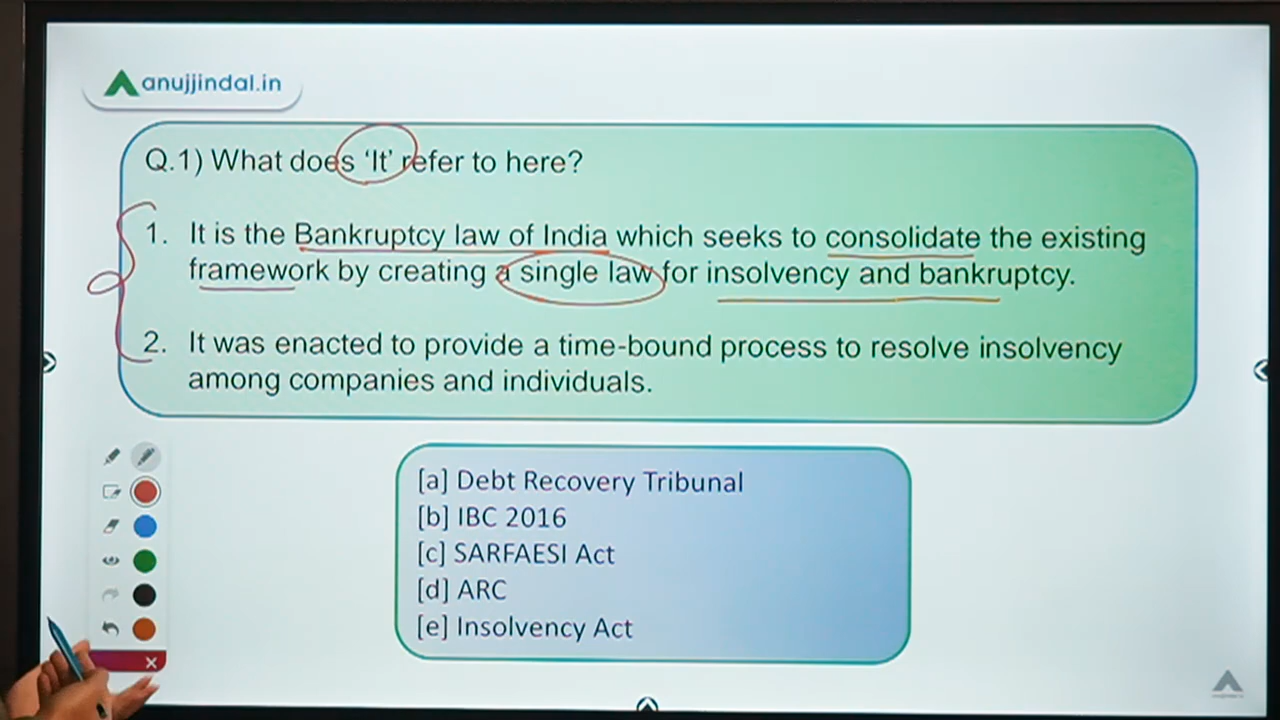 anujjindal.in
Q.1) What does 'It' refer to here?
1. It is the Bankruptcy law of India which seeks to consolidate the existing
framework by creating a single law for insolvency and bankruptcy.
2. It was enacted to provide a time-bound process to resolve insolvency
among companies and individuals.
[a] Debt Recovery Tribunal
[b] IBC 2016
[c] SARFAESI Act
[d] ARC
[e] Insolvency Act